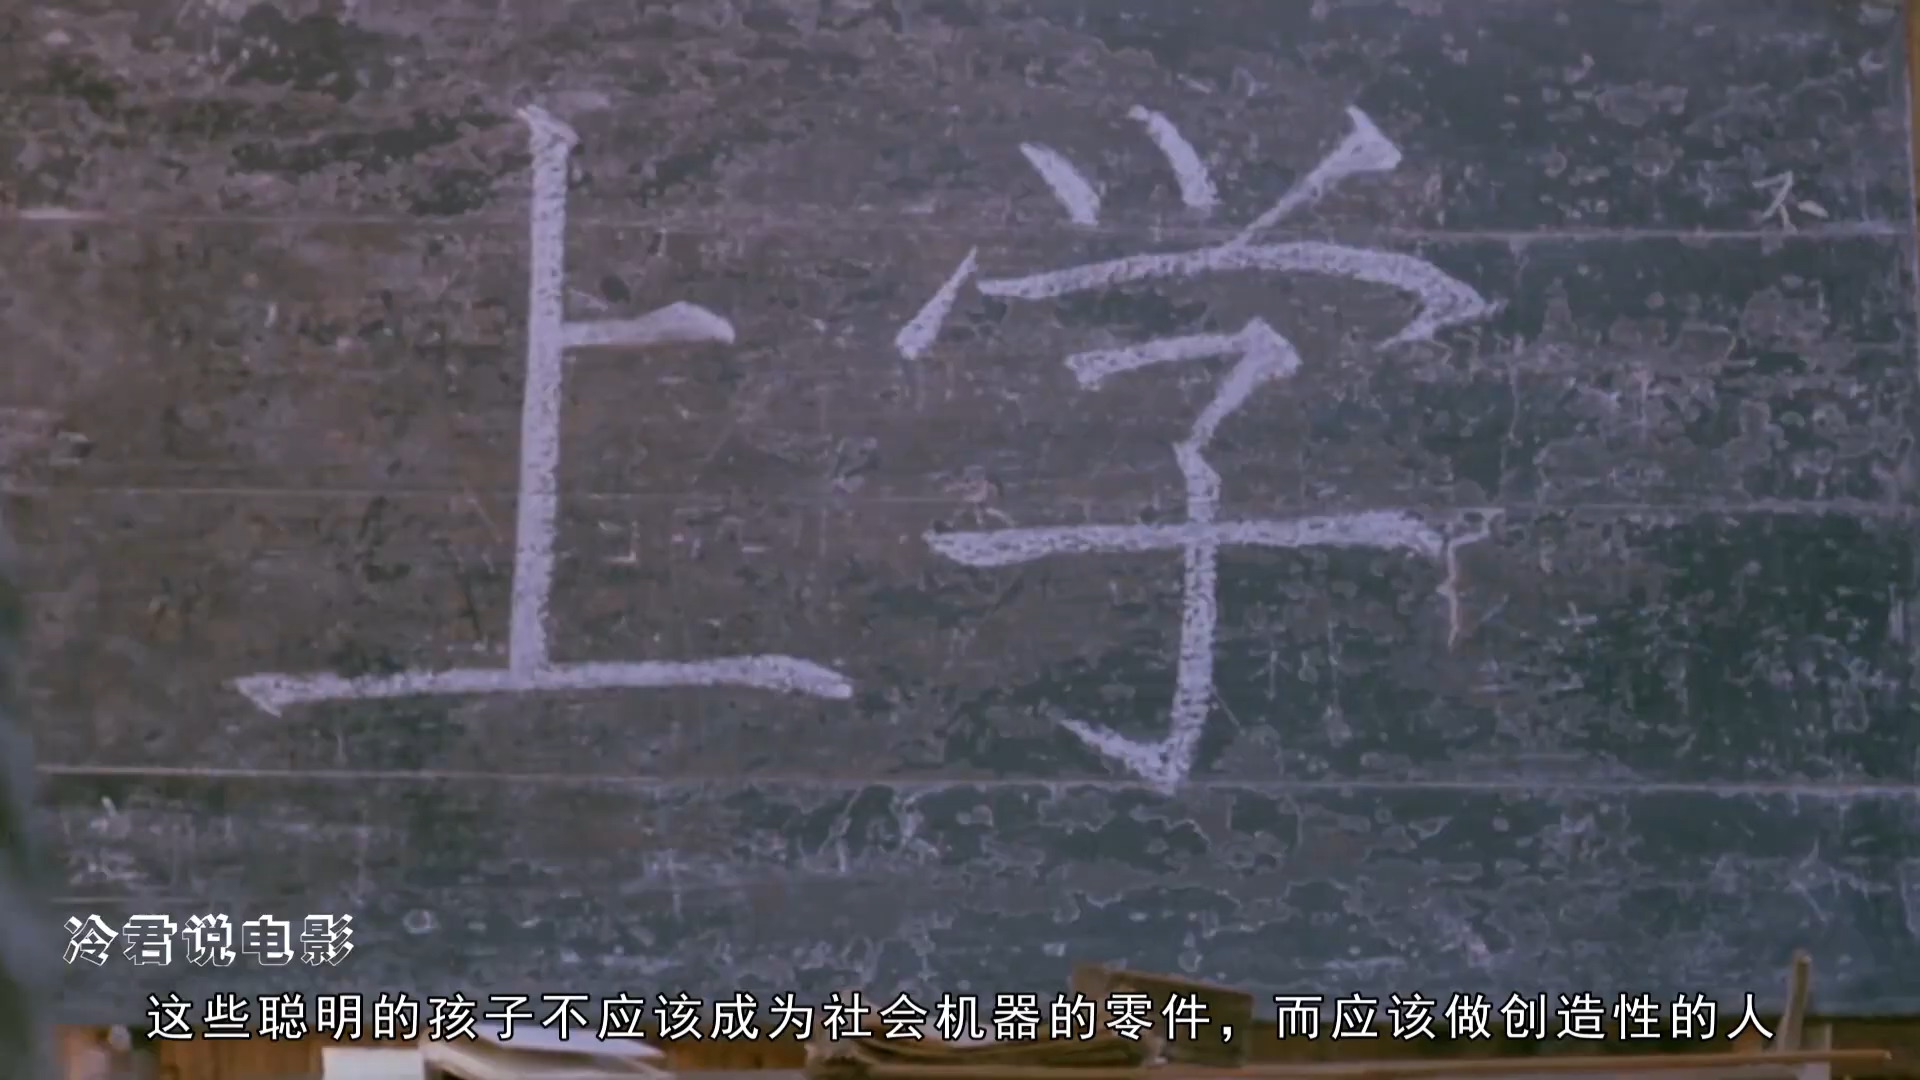 上学
不
冷君说电影
这些聪明的孩子不应该成为社会机器的零件，而应该做创造性的人